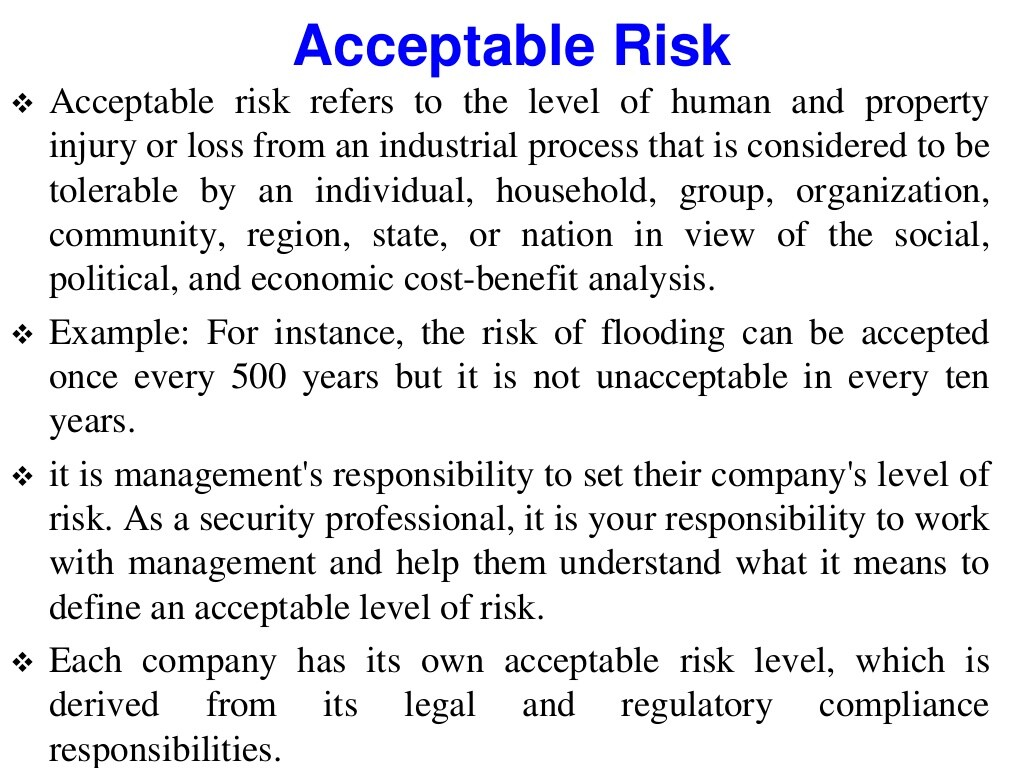 Acceptable Risk
❖ Acceptable risk refers to the level of human and property
injury or loss from an industrial process that is considered to be
tolerable by an individual, household, group, organization,
community, region, state, or nation in view of the social,
political, and economic cost-benefit analysis.
❖ Example: For instance, the risk of flooding can be accepted
once every 500 years but it is not unacceptable in every ten
years.
❖ it is management's responsibility to set their company's level of
risk. As a security professional, it is your responsibility to work
with management and help them understand what it means to
define an acceptable level of risk.
❖ Each company has its own acceptable risk level, which is
derived from its legal and regulatory compliance
responsibilities.